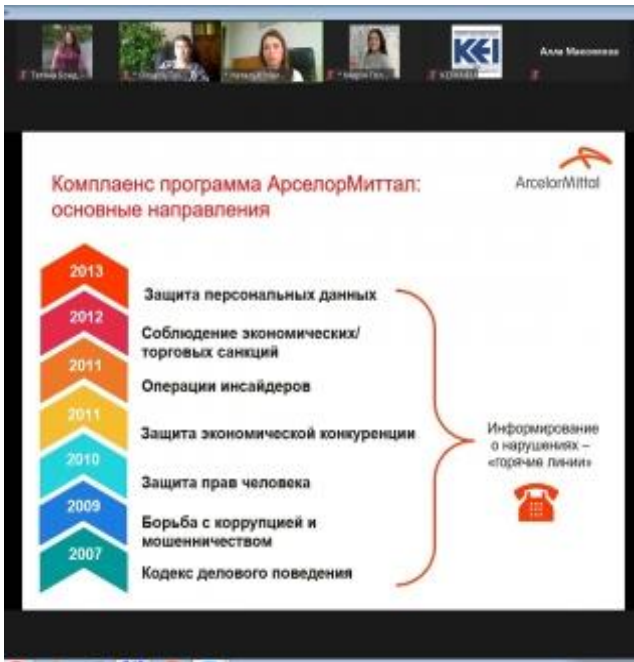 KEI
Алла Максименко
Комплаенс программа АрселорМиттал:
основные направления
ArcelorMittal
2013
Защита персональных данных
2012
Соблюдение экономических/
торговых санкций
2011
Операции инсайдеров
2011
Защита экономической конкуренции
2010
Защита прав человека
2009
Борьба с коррупцией и
мошенничеством
2007
Кодекс делового поведения
Информирование
о нарушениях –
«горячие линии»